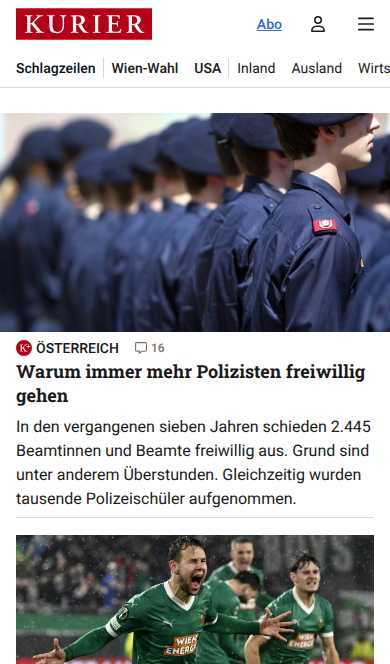 KURIER
Abo
Schlagzeilen Wien-Wahl USA Inland Ausland Wirts
K+ ÖSTERREICH 16
Warum immer mehr Polizisten freiwillig
gehen
In den vergangenen sieben Jahren schieden 2.445
Beamtinnen und Beamte freiwillig aus. Grund sind
unter anderem Überstunden. Gleichzeitig wurden
tausende Polizeischüler aufgenommen.
WIEN
ENERGIE
WIEN
ENERGIE